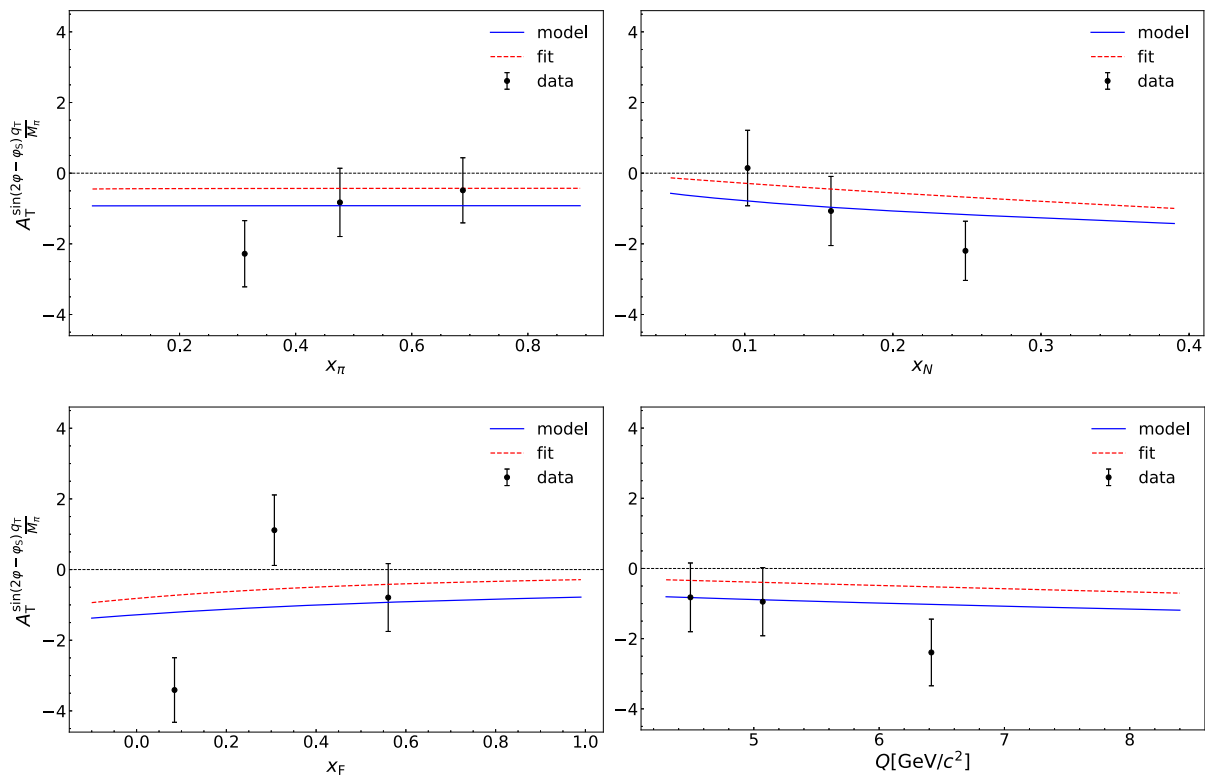 4
2
0
−2
−4
A_T^{sin(2φ−φ_S) q_T/M_π}
model
fit
data
0.2 0.4 0.6 0.8
x_π
4
2
0
−2
−4
model
fit
data
0.1 0.2 0.3 0.4
x_N
4
2
0
−2
−4
A_T^{sin(2φ−φ_S) q_T/M_π}
model
fit
data
0.0 0.2 0.4 0.6 0.8 1.0
x_F
4
2
0
−2
−4
model
fit
data
5 6 7 8
Q[GeV/c²]